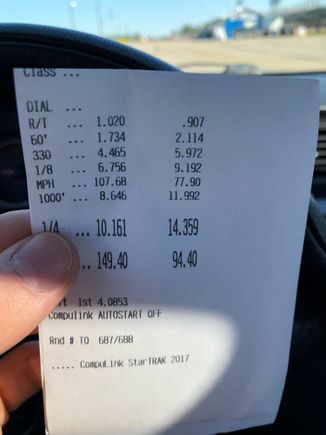 Class ...
DIAL ...
R/T ... 1.020 .907
60' ... 1.734 2.114
330 ... 4.465 5.972
1/8 ... 6.756 9.192
MPH ... 107.68 77.90
1000' ... 8.646 11.992
1/4 ... 10.161 14.359
... 149.40 94.40
1st 4.0853
CompuLink AUTOSTART OFF
Rnd # TO 687/688
..... CompuLink StarTRAK 2017